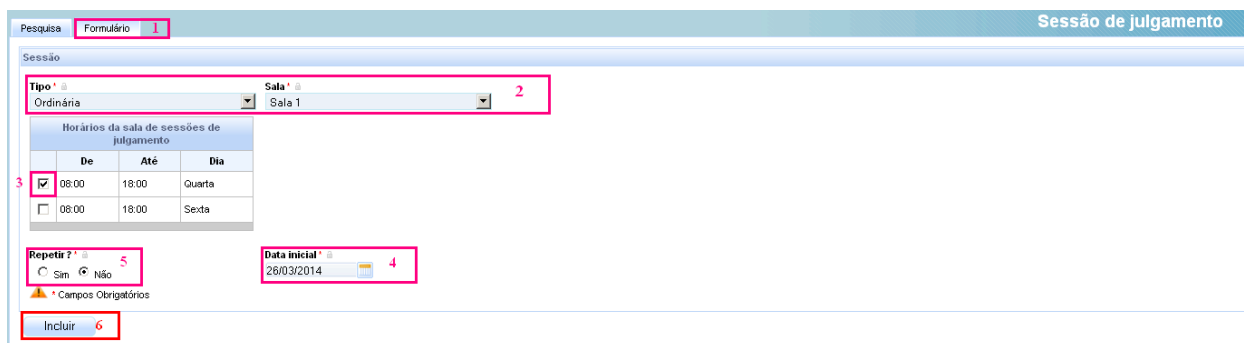 Pesquisa Formulário 1 Sessão de julgamento
Sessão
Tipo * Sala * 2
Ordinária Sala 1
Horários da sala de sessões de
julgamento
De Até Dia
3 08:00 18:00 Quarta
08:00 18:00 Sexta
Repetir ? * 5 Data inicial * 4
Sim Não 26/03/2014
* Campos Obrigatórios
Incluir 6